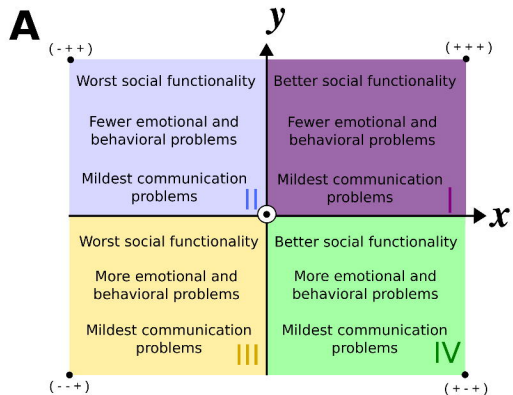 A
y
(-++)
(+++)
Worst social functionality
Fewer emotional and
behavioral problems
Mildest communication
problems
II
Better social functionality
Fewer emotional and
behavioral problems
Mildest communication
problems
I
x
Worst social functionality
More emotional and
behavioral problems
Mildest communication
problems
III
Better social functionality
More emotional and
behavioral problems
Mildest communication
problems
IV
(--+)
(+-+)